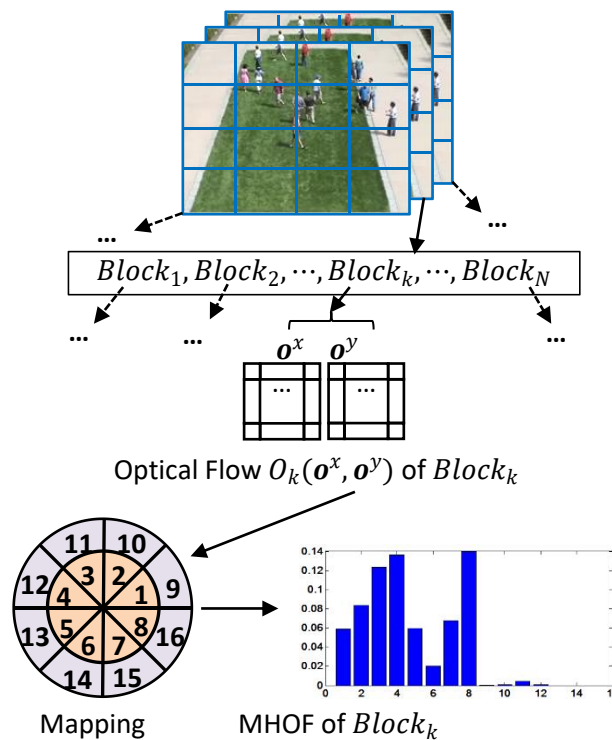 ... ...
Block₁, Block₂, ⋯, Blockₖ, ⋯, Block_N
... ... ...
oˣ oʸ
... ...
Optical Flow Oₖ(oˣ, oʸ) of Blockₖ
11 10
12 3 2 9
4 1
13 5 8 16
6 7
14 15
0.14
0.12
0.1
0.08
0.06
0.04
0.02
0
0 2 4 6 8 10 12 14 16
Mapping MHOF of Blockₖ